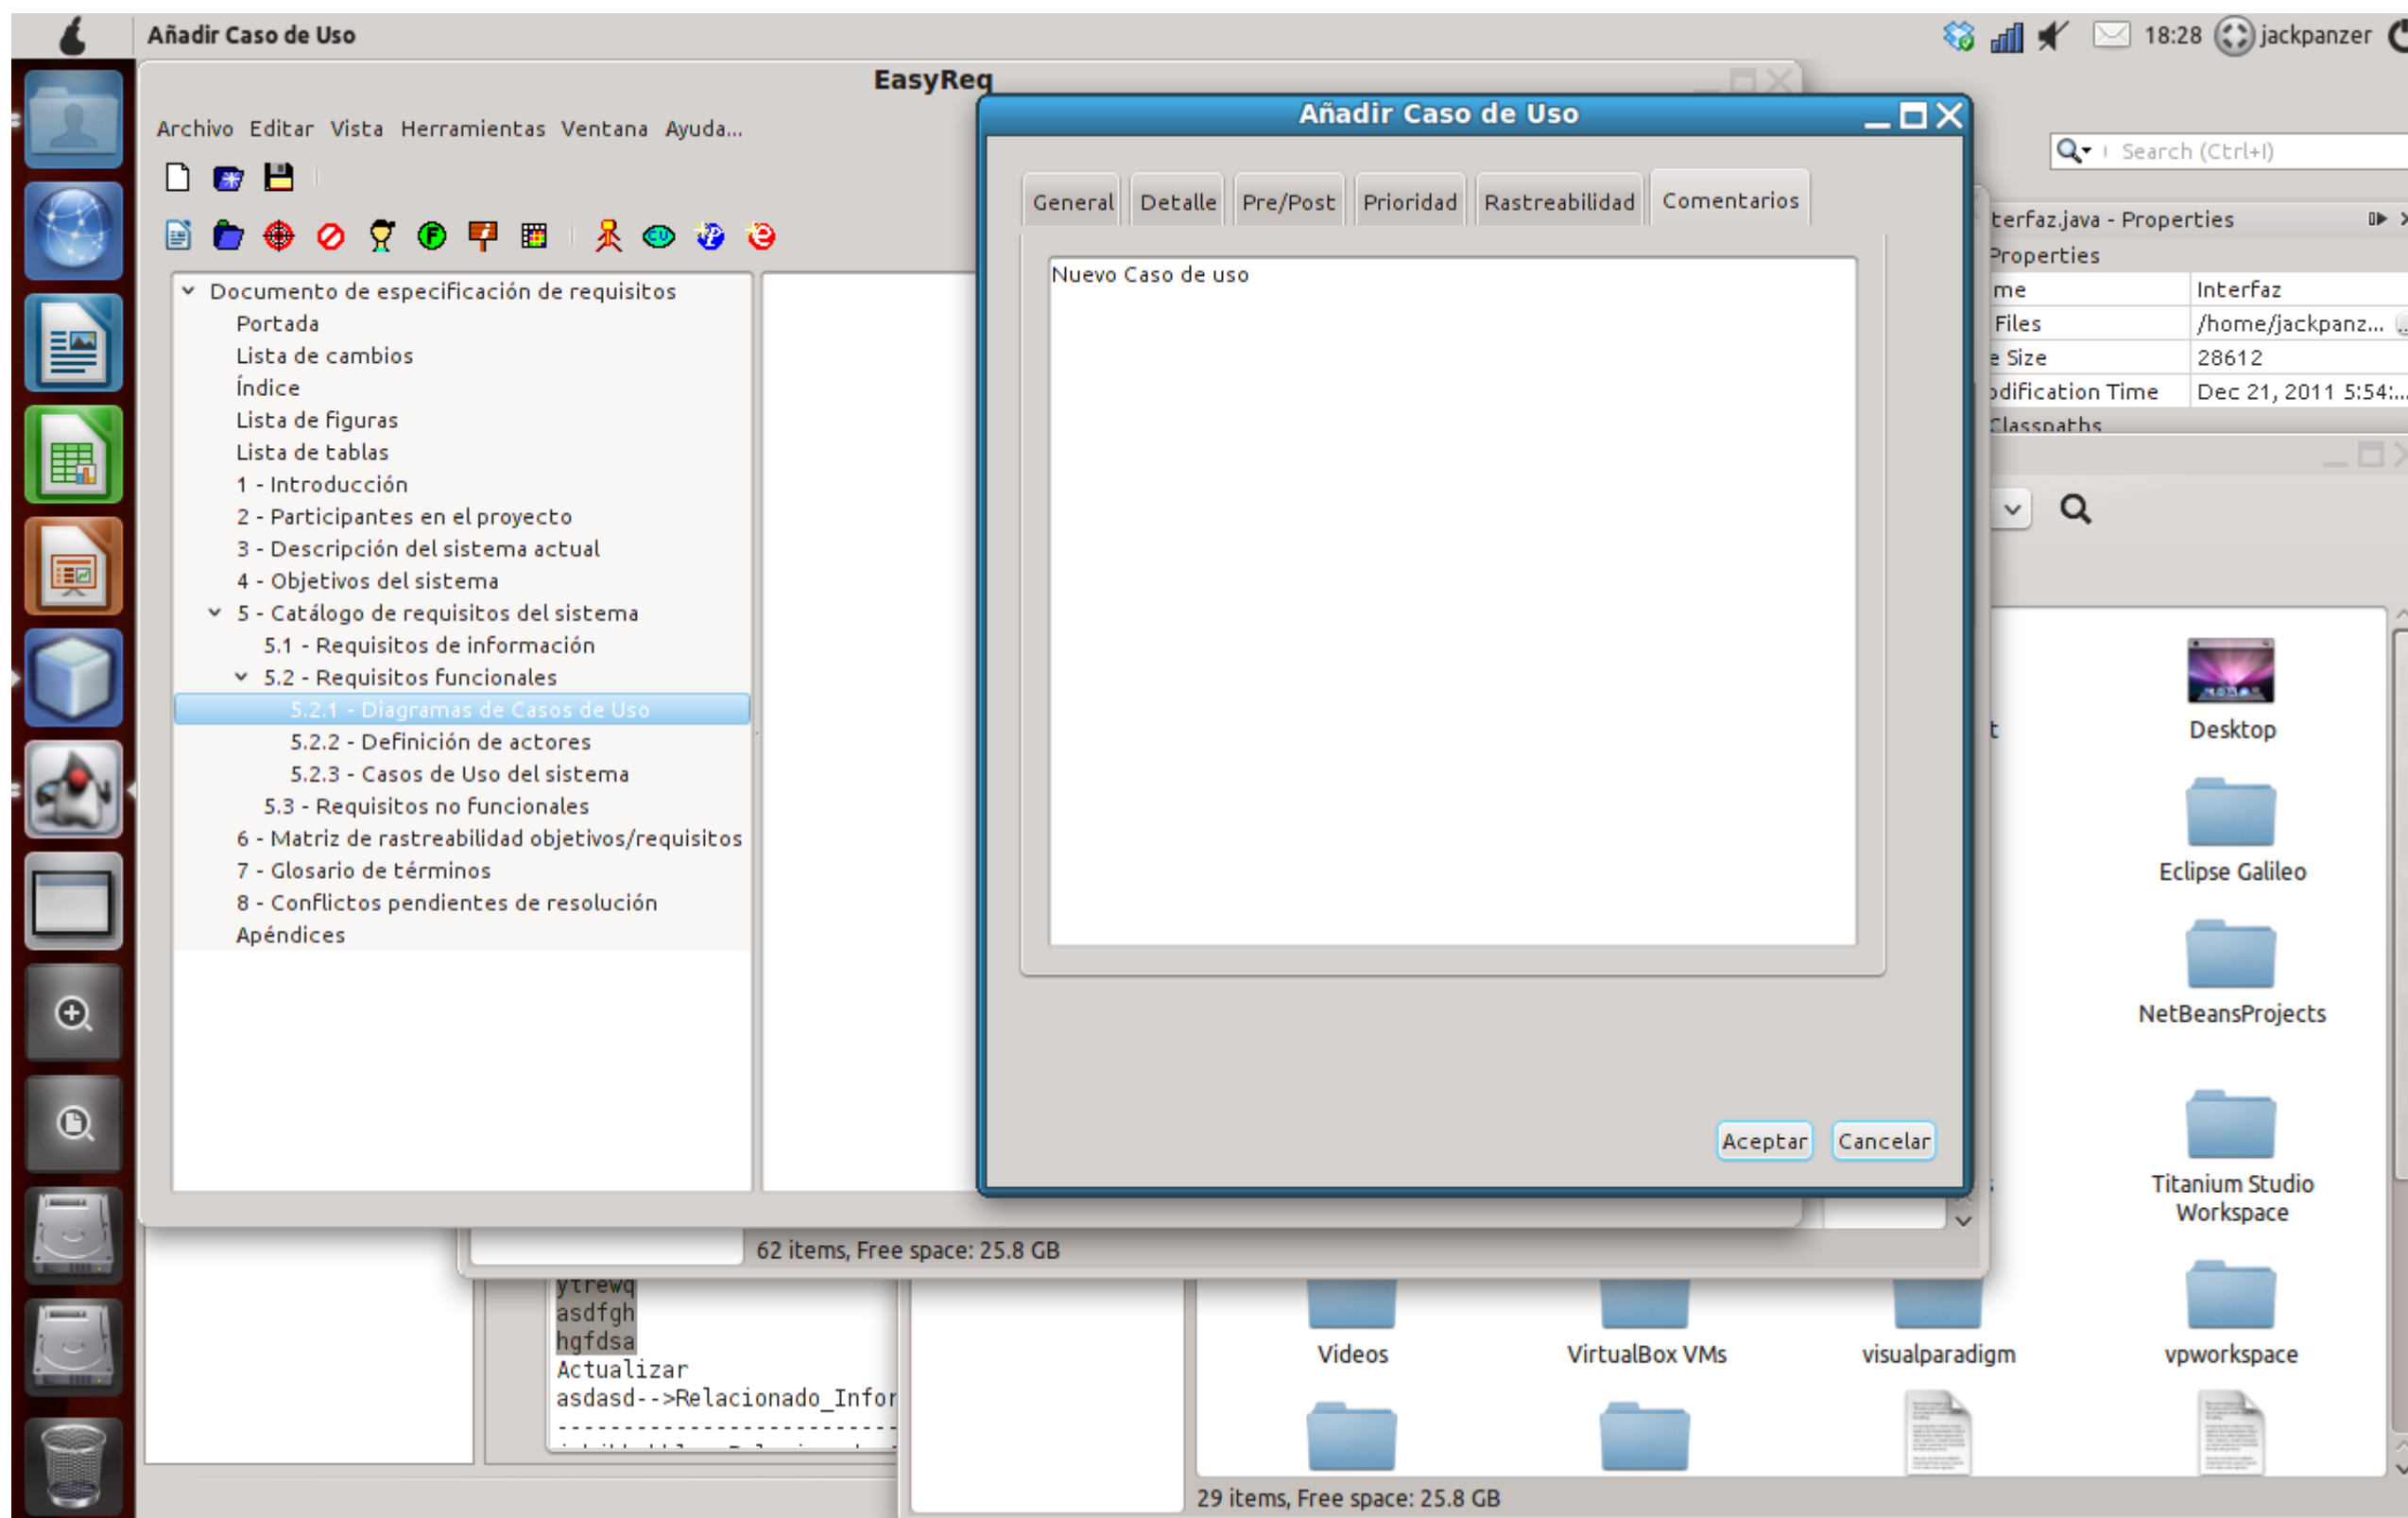 Añadir Caso de Uso
18:28 jackpanzer
EasyReq
Archivo Editar Vista Herramientas Ventana Ayuda...
Documento de especificación de requisitos
Portada
Lista de cambios
Índice
Lista de figuras
Lista de tablas
1 - Introducción
2 - Participantes en el proyecto
3 - Descripción del sistema actual
4 - Objetivos del sistema
5 - Catálogo de requisitos del sistema
5.1 - Requisitos de información
5.2 - Requisitos funcionales
5.2.1 - Diagramas de Casos de Uso
5.2.2 - Definición de actores
5.2.3 - Casos de Uso del sistema
5.3 - Requisitos no funcionales
6 - Matriz de rastreabilidad objetivos/requisitos
7 - Glosario de términos
8 - Conflictos pendientes de resolución
Apéndices
Añadir Caso de Uso
General Detalle Pre/Post Prioridad Rastreabilidad Comentarios
Nuevo Caso de uso
Aceptar Cancelar
Search (Ctrl+I)
terfaz.java - Properties
Properties
me Interfaz
Files /home/jackpanz...
e Size 28612
odification Time Dec 21, 2011 5:54:...
Classpaths
Desktop
Eclipse Galileo
NetBeansProjects
Titanium Studio
Workspace
62 items, Free space: 25.8 GB
ytrewq
asdfgh
hgfdsa
Actualizar
asdasd-->Relacionado_Infor
Videos VirtualBox VMs visualparadigm vpworkspace
29 items, Free space: 25.8 GB